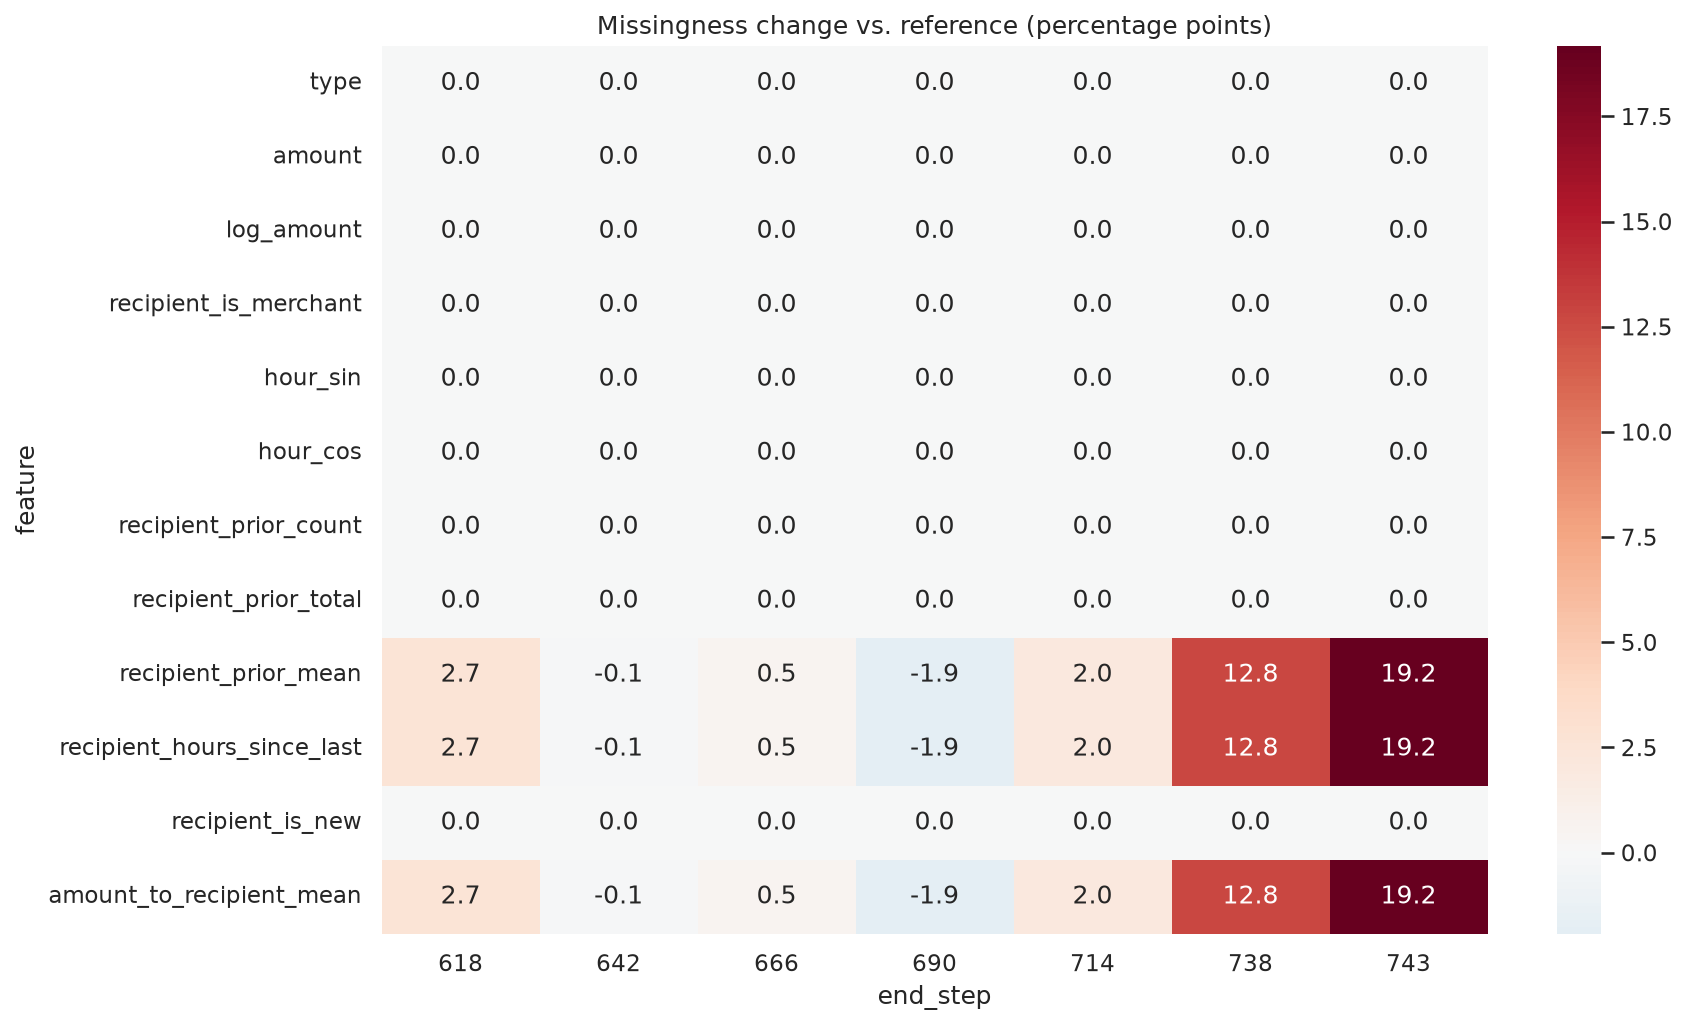 Missingness change vs. reference (percentage points)
type 0.0 0.0 0.0 0.0 0.0 0.0 0.0
amount 0.0 0.0 0.0 0.0 0.0 0.0 0.0
log_amount 0.0 0.0 0.0 0.0 0.0 0.0 0.0
recipient_is_merchant 0.0 0.0 0.0 0.0 0.0 0.0 0.0
hour_sin 0.0 0.0 0.0 0.0 0.0 0.0 0.0
hour_cos 0.0 0.0 0.0 0.0 0.0 0.0 0.0
recipient_prior_count 0.0 0.0 0.0 0.0 0.0 0.0 0.0
recipient_prior_total 0.0 0.0 0.0 0.0 0.0 0.0 0.0
recipient_prior_mean 2.7 -0.1 0.5 -1.9 2.0 12.8 19.2
recipient_hours_since_last 2.7 -0.1 0.5 -1.9 2.0 12.8 19.2
recipient_is_new 0.0 0.0 0.0 0.0 0.0 0.0 0.0
amount_to_recipient_mean 2.7 -0.1 0.5 -1.9 2.0 12.8 19.2
618 642 666 690 714 738 743
end_step
feature
17.5
15.0
12.5
10.0
7.5
5.0
2.5
0.0